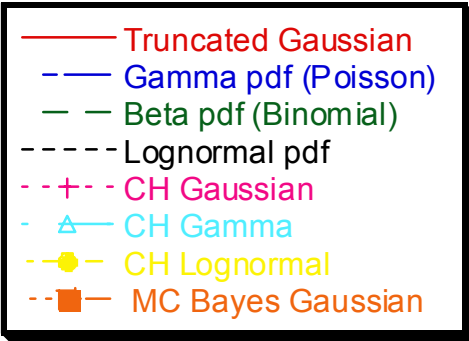 Truncated Gaussian
Gamma pdf (Poisson)
Beta pdf (Binomial)
Lognormal pdf
CH Gaussian
CH Gamma
CH Lognormal
MC Bayes Gaussian